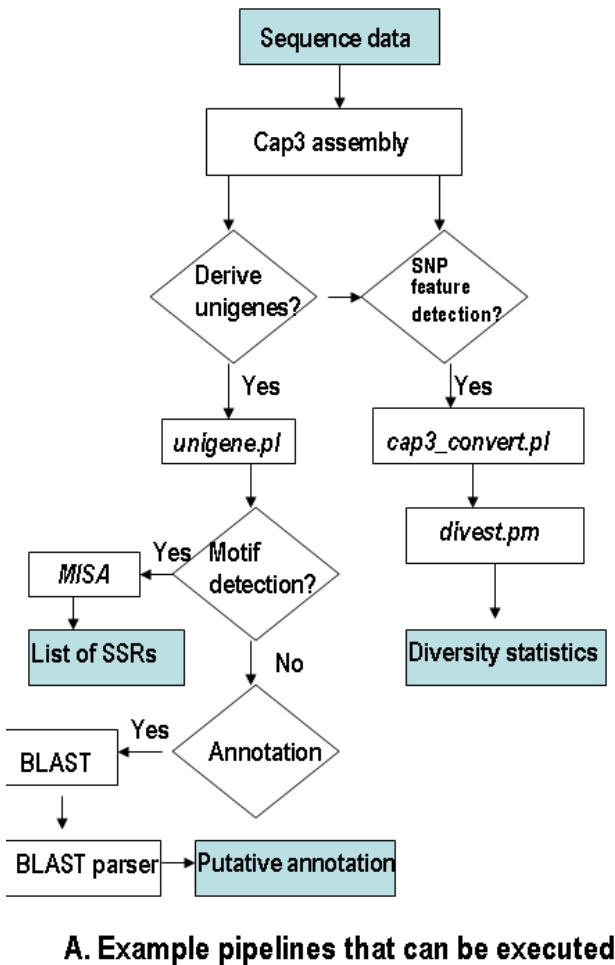 Sequence data
Cap3 assembly
Derive
unigenes?
SNP
feature
detection?
Yes
Yes
unigene.pl
cap3_convert.pl
divest.pm
Motif
detection?
Yes
MISA
List of SSRs
Diversity statistics
No
Annotation
Yes
BLAST
BLAST parser
Putative annotation
A. Example pipelines that can be executed